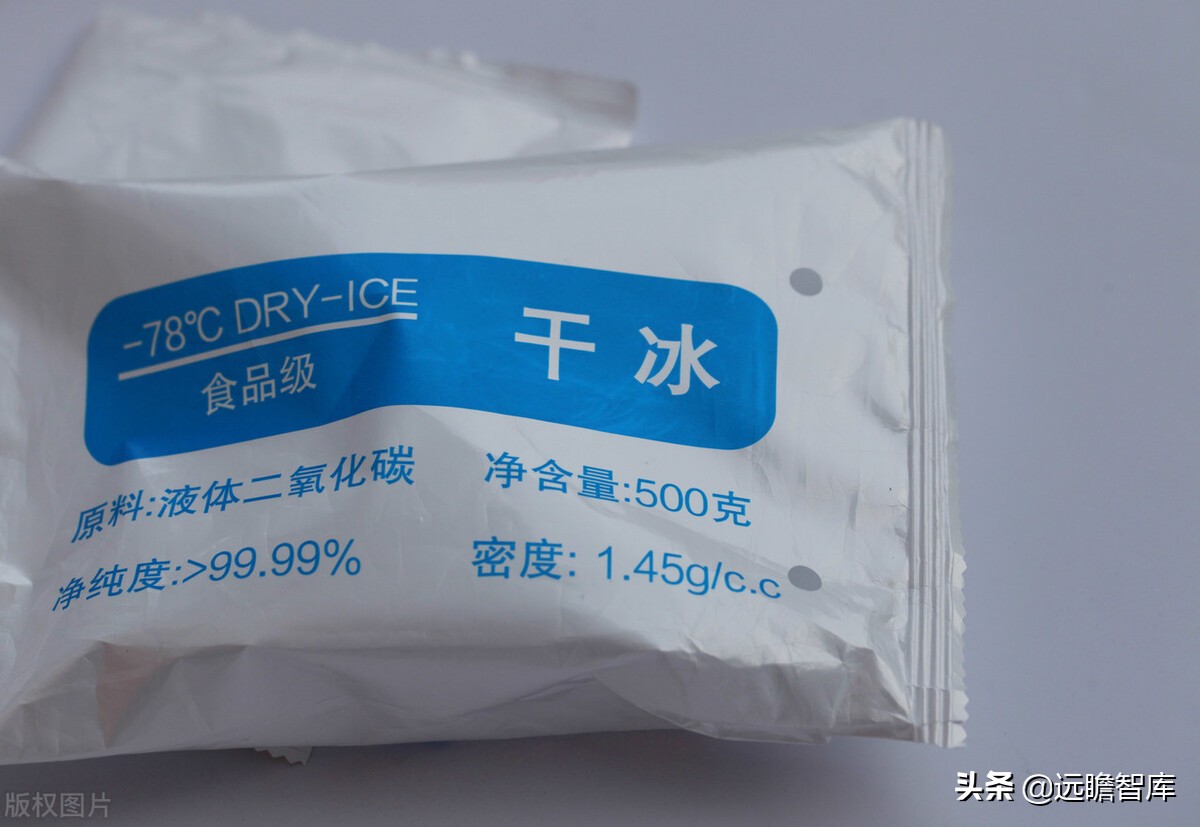 -78℃ DRY-ICE
食品级
干冰
原料:液体二氧化碳
净含量:500克
净纯度:>99.99%
密度: 1.45g/c.c
版权图片
头条 @远瞻智库